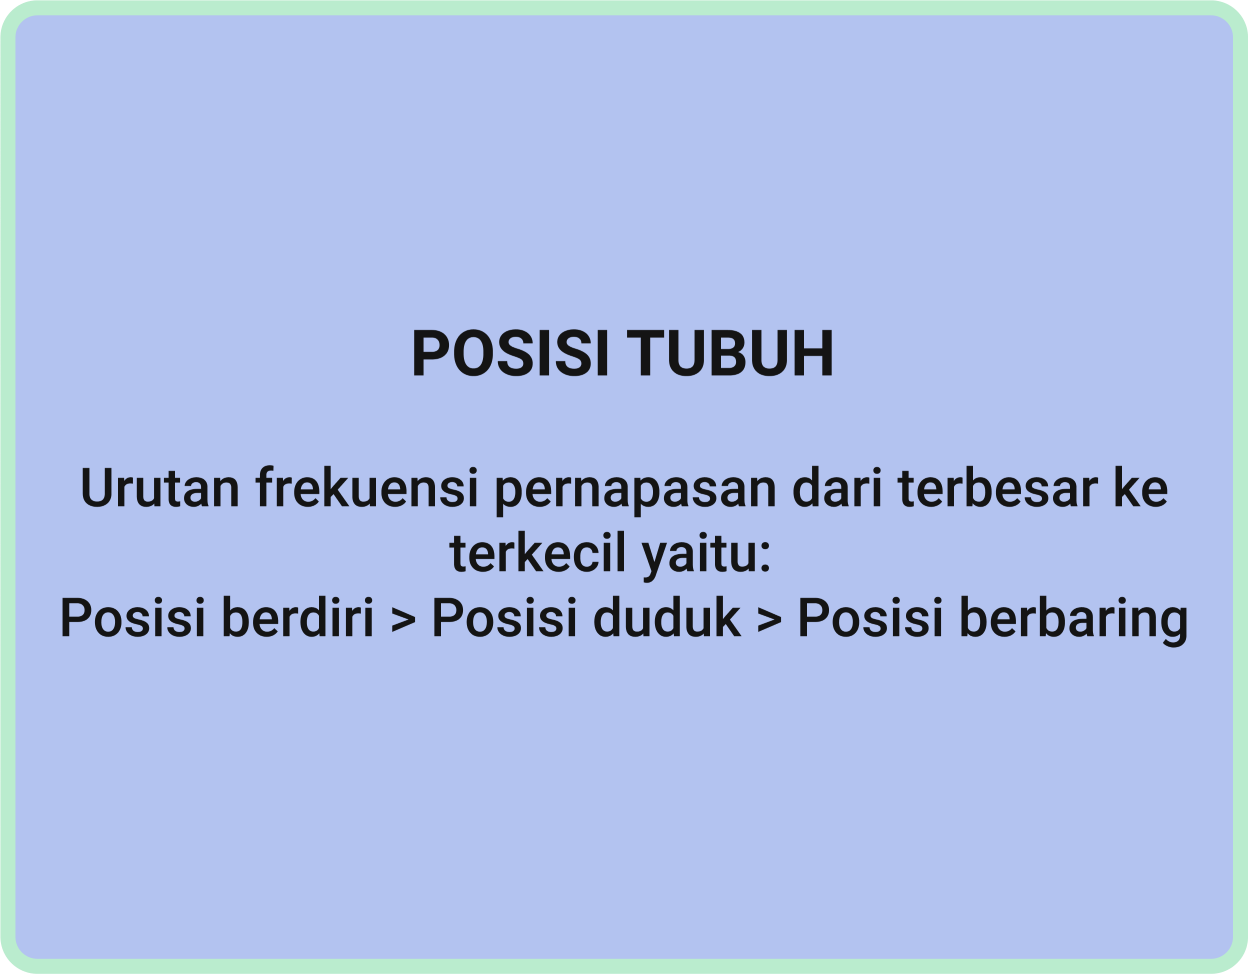 POSISI TUBUH
Urutan frekuensi pernapasan dari terbesar ke
terkecil yaitu:
Posisi berdiri > Posisi duduk > Posisi berbaring